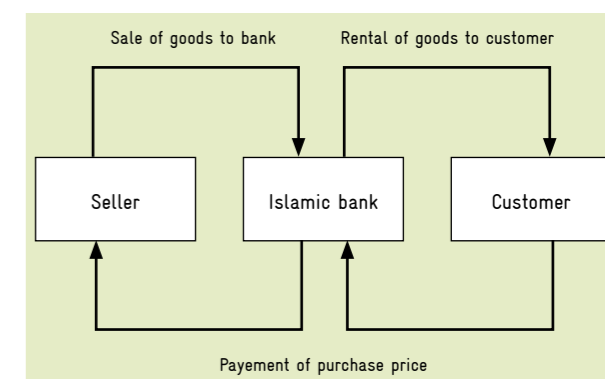 Sale of goods to bank
Rental of goods to customer
Seller
Islamic bank
Customer
Payement of purchase price